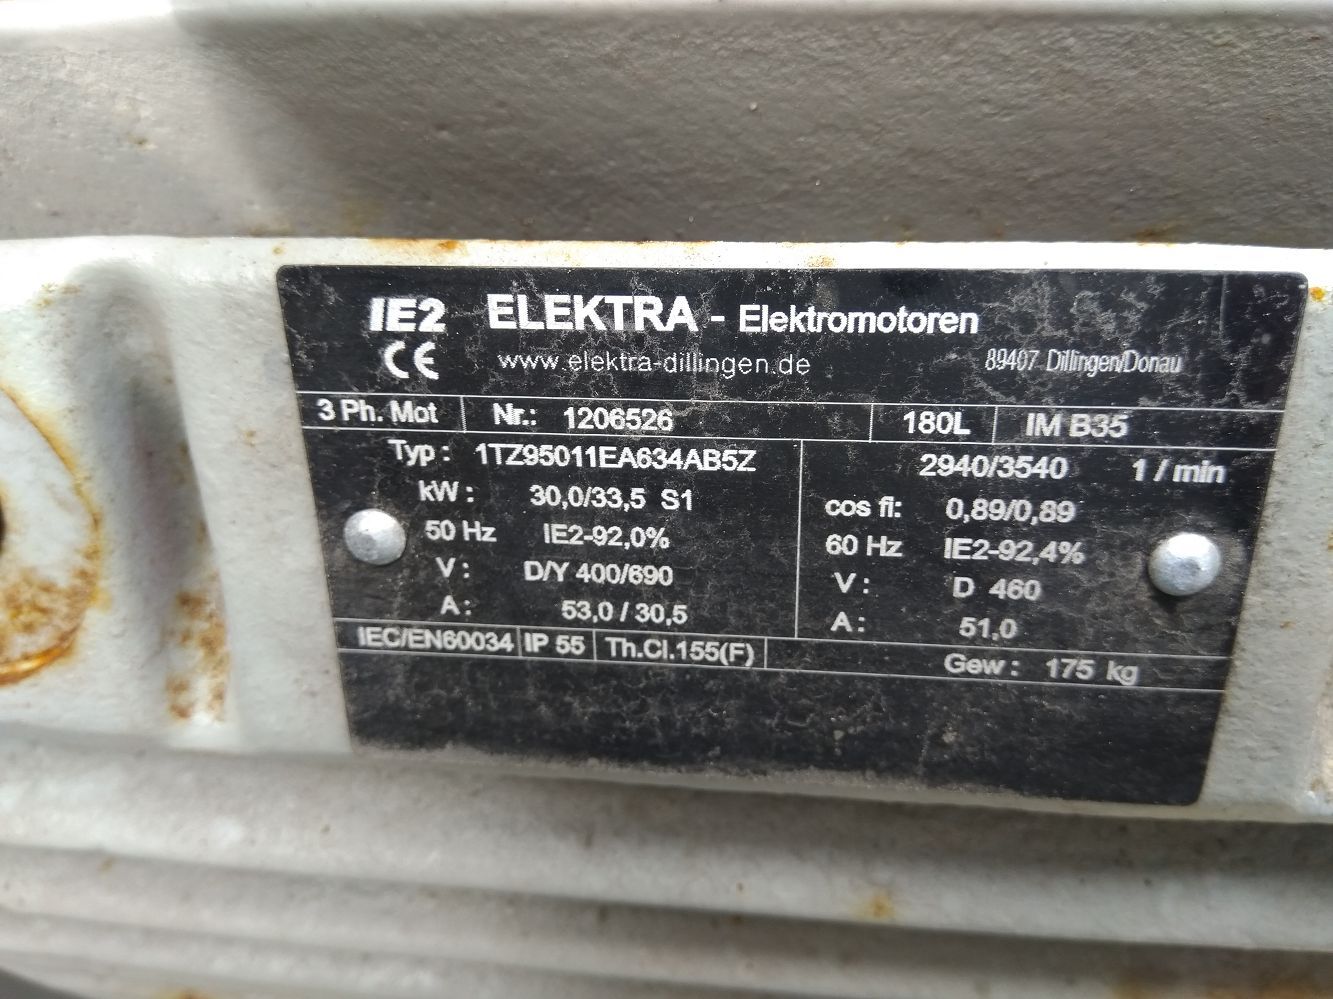 IE2 ELEKTRA - Elektromotoren
CE www.elektra-dillingen.de 89407 Dillingen/Donau
3 Ph. Mot Nr.: 1206526 180L IM B35
Typ: 1TZ95011EA634AB5Z 2940/3540 1 / min
kW: 30,0/33,5 S1 cos fi: 0,89/0,89
50 Hz IE2-92,0% 60 Hz IE2-92,4%
V: D/Y 400/690 V: D 460
A: 53,0 / 30,5 A: 51,0
IEC/EN60034 IP 55 Th.Cl.155(F) Gew: 175 kg